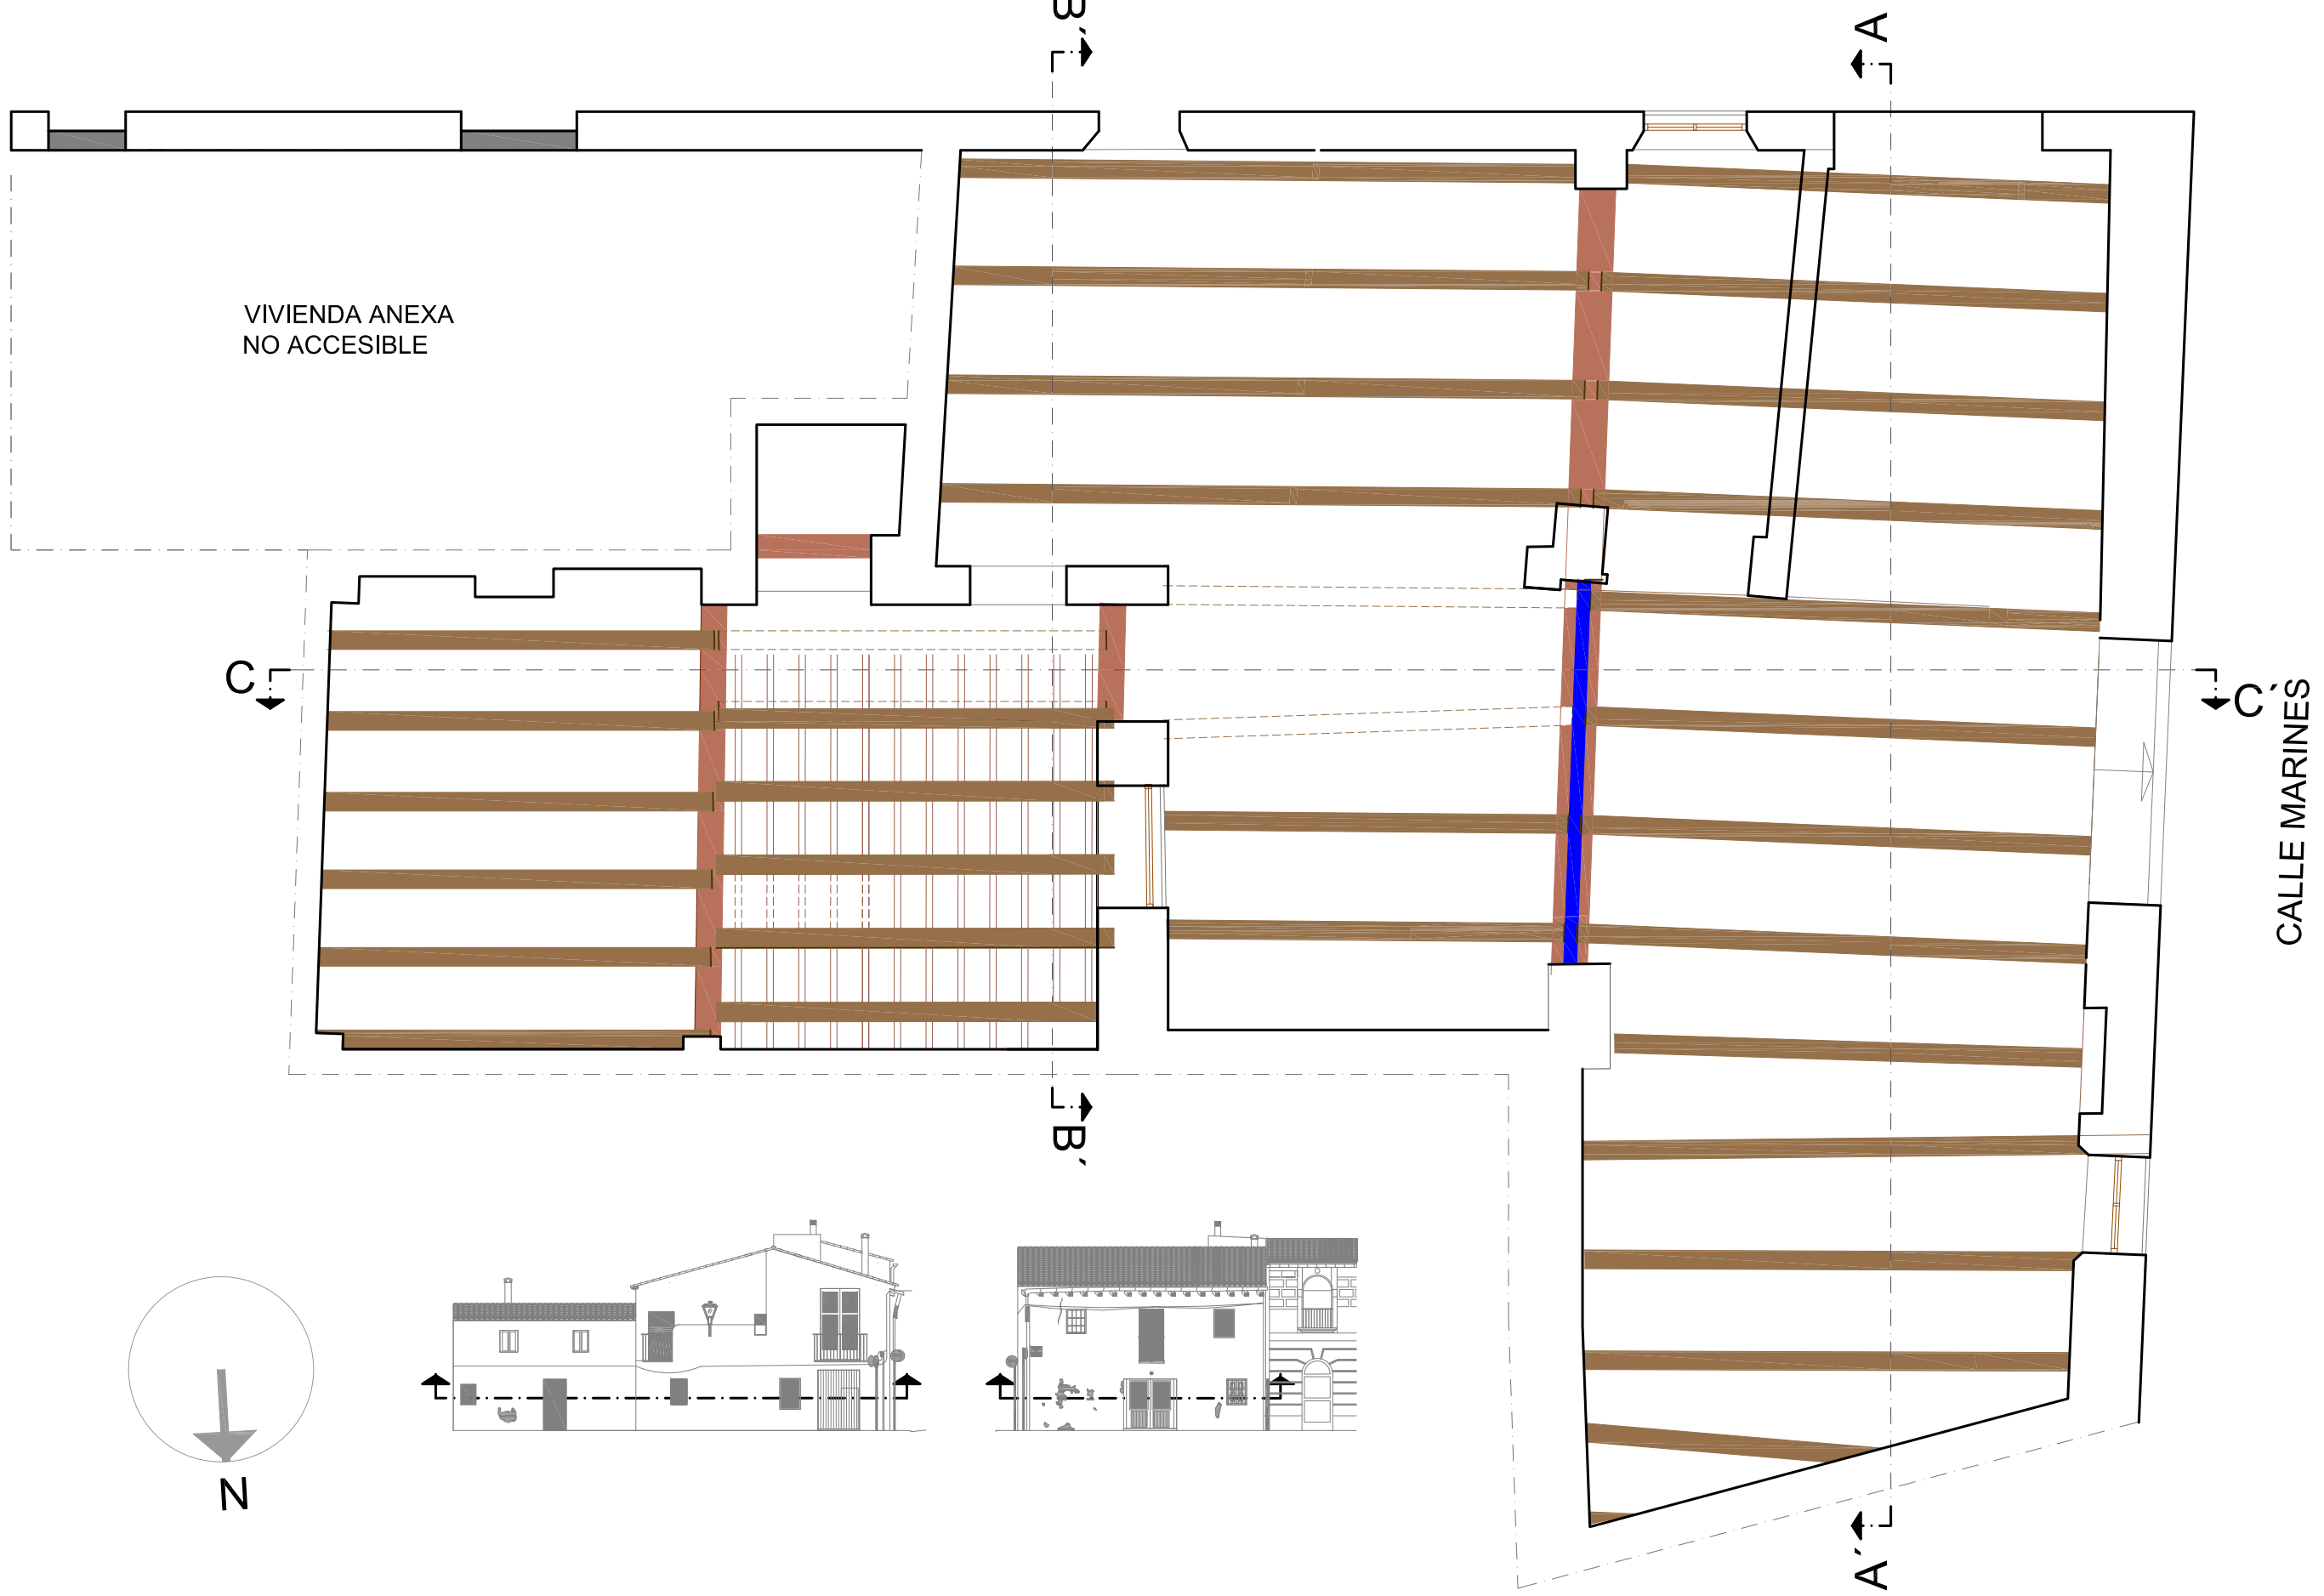 B´
A
VIVIENDA ANEXA
NO ACCESIBLE
C
C´
CALLE MARINES
B´
N
A´